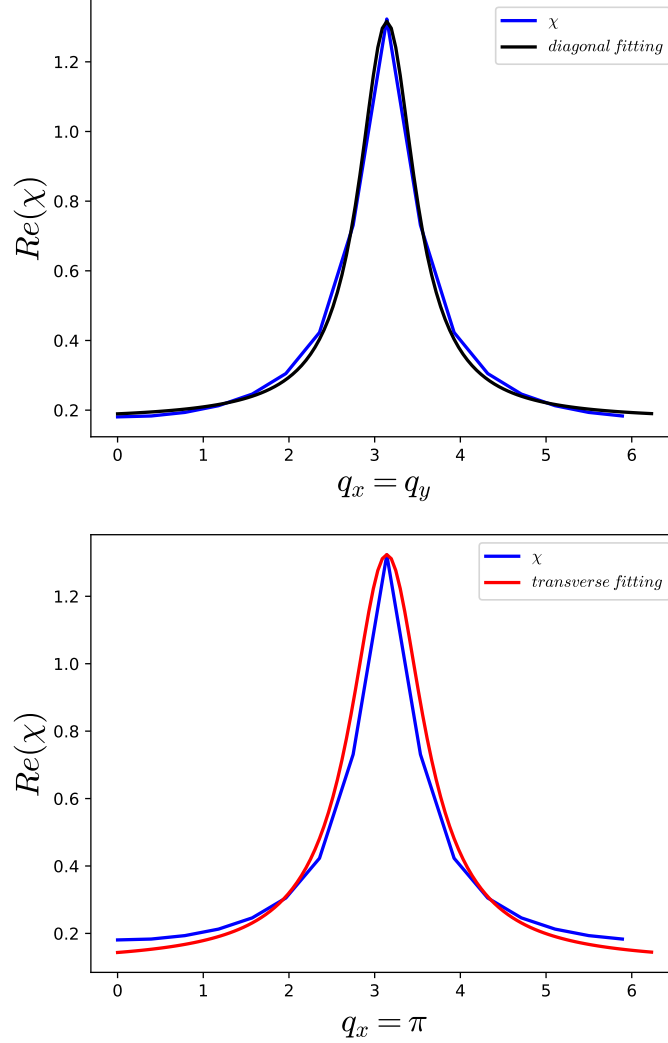 χ
diagonal fitting
1.2
1.0
0.8
0.6
0.4
0.2
Re(χ)
0 1 2 3 4 5 6
q_x = q_y
χ
transverse fitting
1.2
1.0
0.8
0.6
0.4
0.2
Re(χ)
0 1 2 3 4 5 6
q_x = π